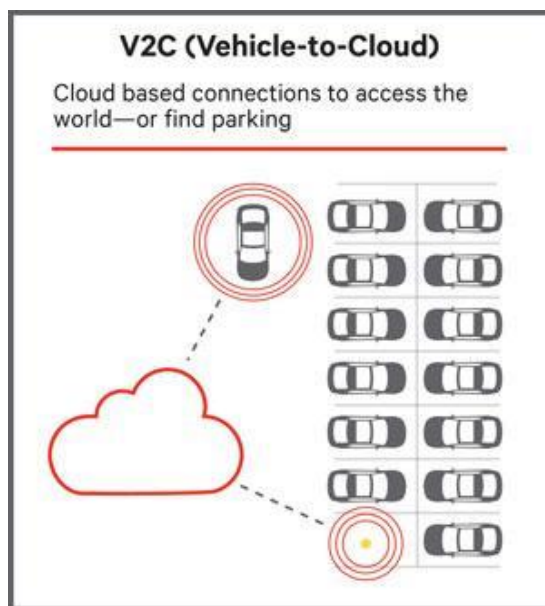 V2C (Vehicle-to-Cloud)
Cloud based connections to access the
world—or find parking